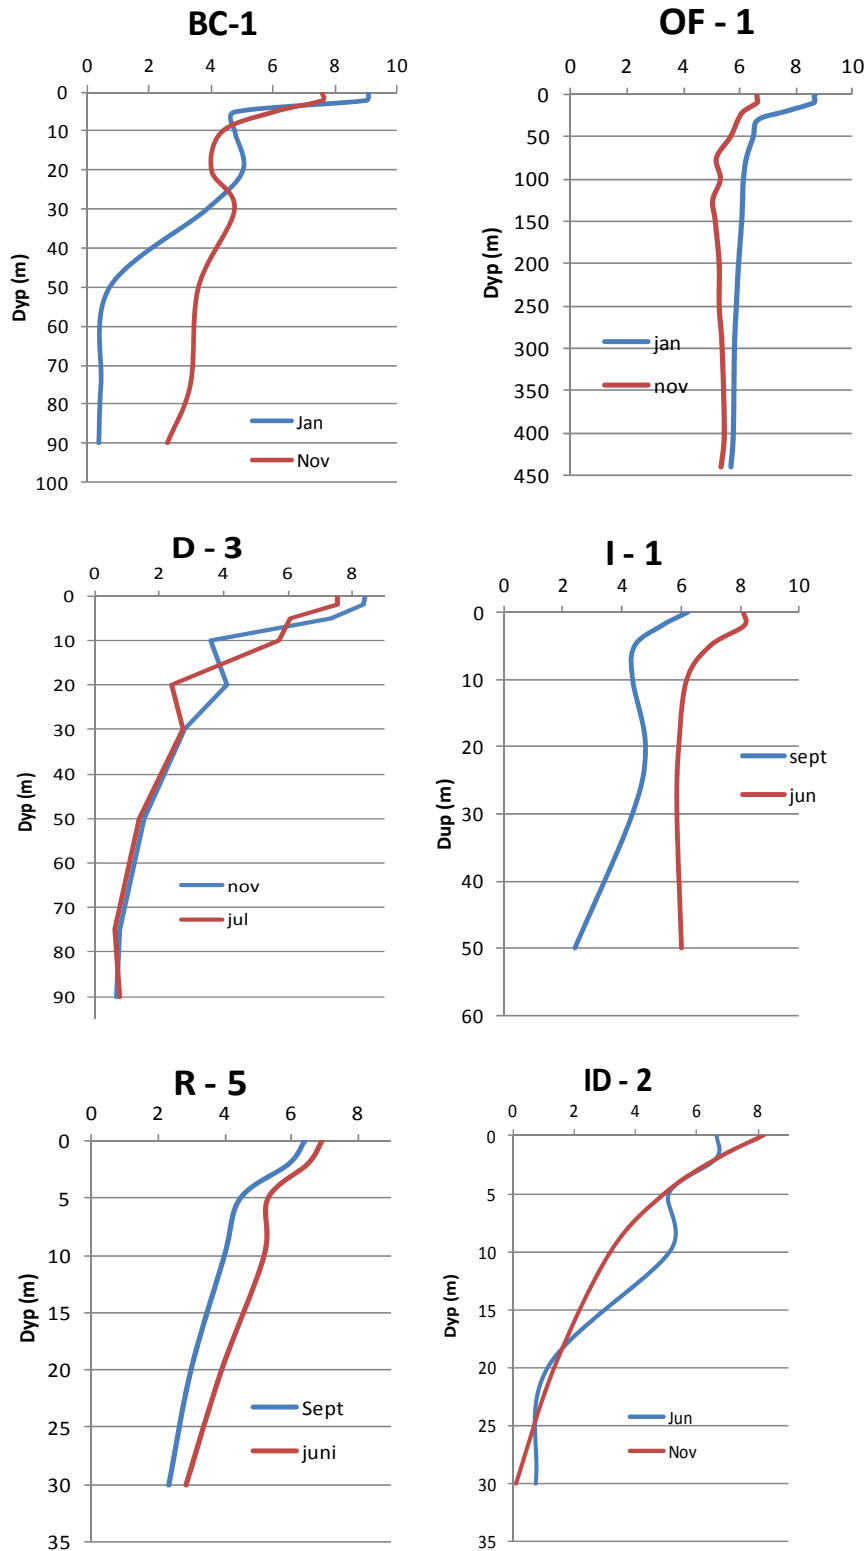 BC-1
0 2 4 6 8 10
0
10
20
30
40
50
60
70
80
90
100
Dyp (m)
Jan
Nov
OF - 1
0 2 4 6 8 10
0
50
100
150
200
250
300
350
400
450
Dyp (m)
jan
nov
D - 3
0 2 4 6 8
0
10
20
30
40
50
60
70
80
90
Dyp (m)
nov
jul
I - 1
0 2 4 6 8 10
0
10
20
30
40
50
60
Dup (m)
sept
jun
R - 5
0 2 4 6 8
0
5
10
15
20
25
30
35
Dyp (m)
Sept
juni
ID - 2
0 2 4 6 8
0
5
10
15
20
25
30
35
Dyp (m)
Jun
Nov